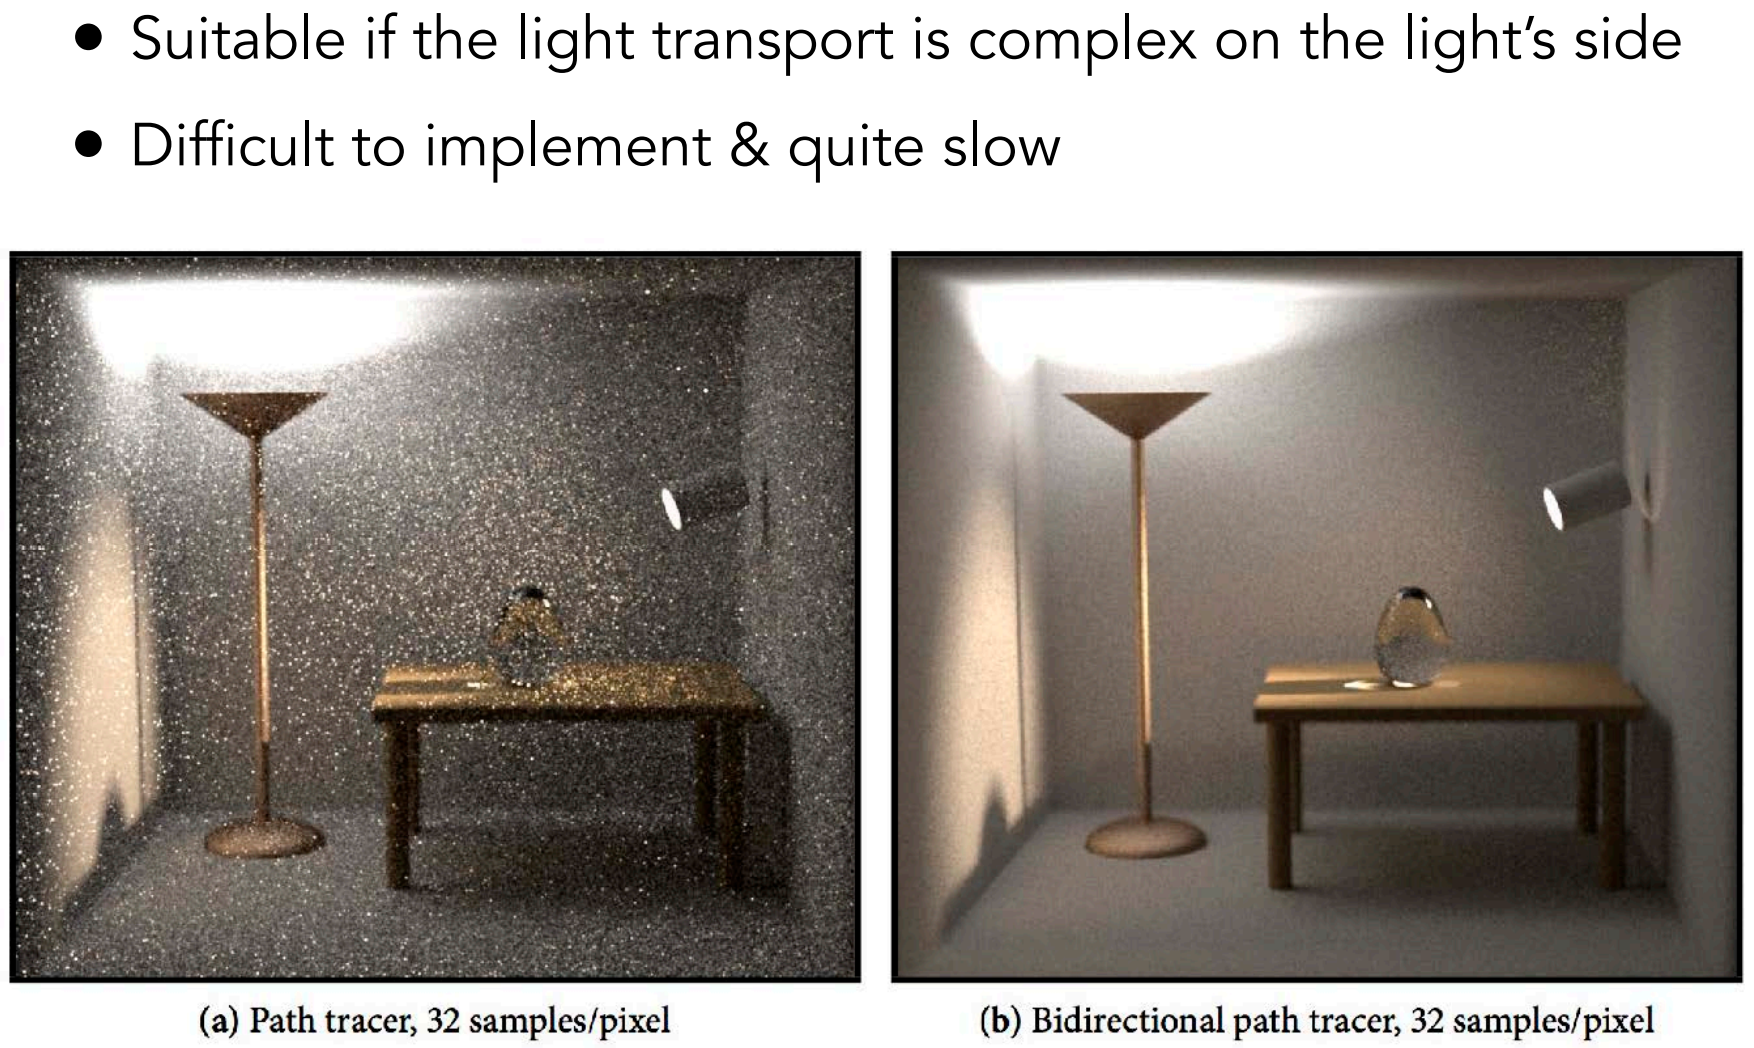 • Suitable if the light transport is complex on the light’s side
• Difficult to implement & quite slow
(a) Path tracer, 32 samples/pixel
(b) Bidirectional path tracer, 32 samples/pixel